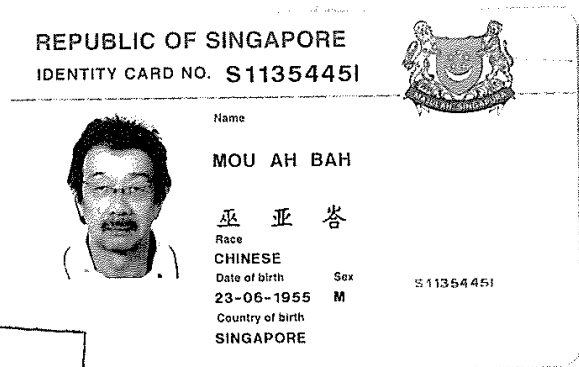 REPUBLIC OF SINGAPORE
IDENTITY CARD NO. S1135445I
Name
MOU AH BAH
巫 亚 峇
Race
CHINESE
Date of birth Sex
23-06-1955 M
S1135445I
Country of birth
SINGAPORE